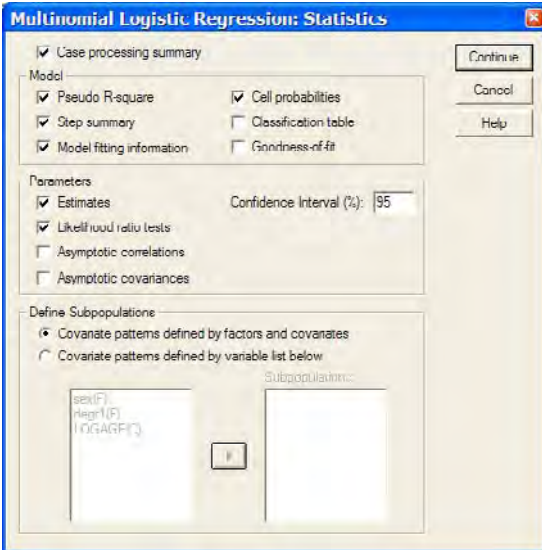 Multinomial Logistic Regression: Statistics
Case processing summary
Continue
Model
Cancel
Pseudo R-square
Cell probabilities
Step summary
Classification table
Help
Model fitting information
Goodness-of-fit
Parameters
Estimates
Confidence Interval (%): 95
Likelihood ratio tests
Asymptotic correlations
Asymptotic covariances
Define Subpopulations
Covariate patterns defined by factors and covariates
Covariate patterns defined by variable list below
Subpopulation:
sex(F)
degr1(F)
LOGAGE(C)